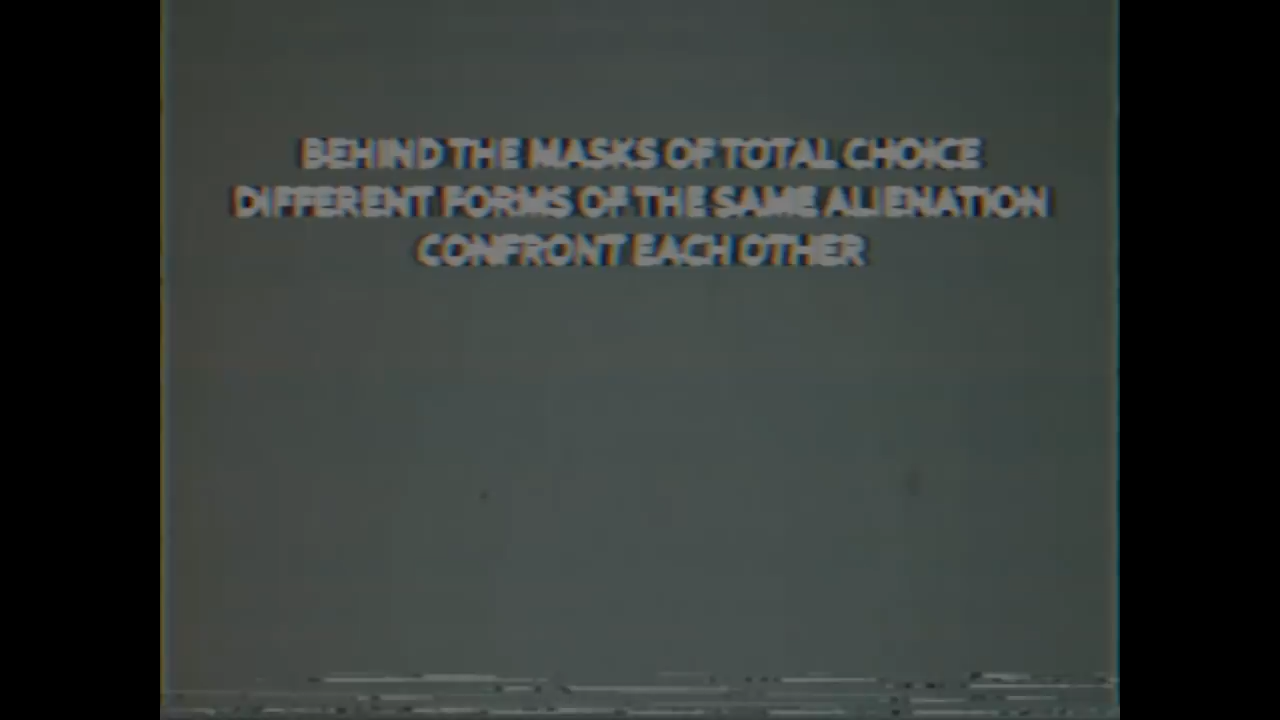 BEHIND THE MASKS OF TOTAL CHOICE
DIFFERENT FORMS OF THE SAME ALIENATION
CONFRONT EACH OTHER